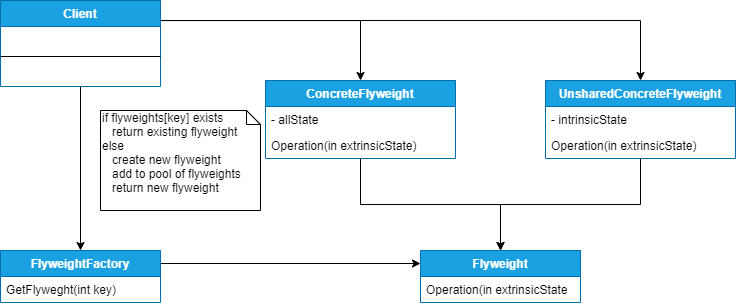 Client
ConcreteFlyweight
- allState
Operation(in extrinsicState)
UnsharedConcreteFlyweight
- intrinsicState
Operation(in extrinsicState)
if flyweights[key] exists
return existing flyweight
else
create new flyweight
add to pool of flyweights
return new flyweight
FlyweightFactory
GetFlyweght(int key)
Flyweight
Operation(in extrinsicState